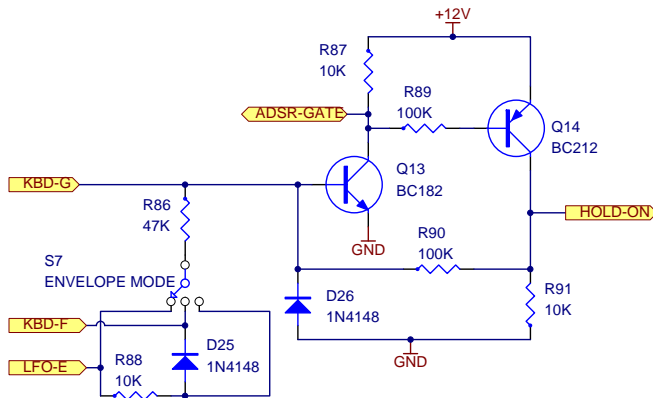 +12V
R87
10K
R89
100K
ADSR-GATE
Q14
BC212
Q13
BC182
KBD-G
R86
47K
HOLD-ON
GND
R90
100K
S7
ENVELOPE MODE
R91
10K
D26
1N4148
KBD-F
D25
1N4148
GND
LFO-E
R88
10K